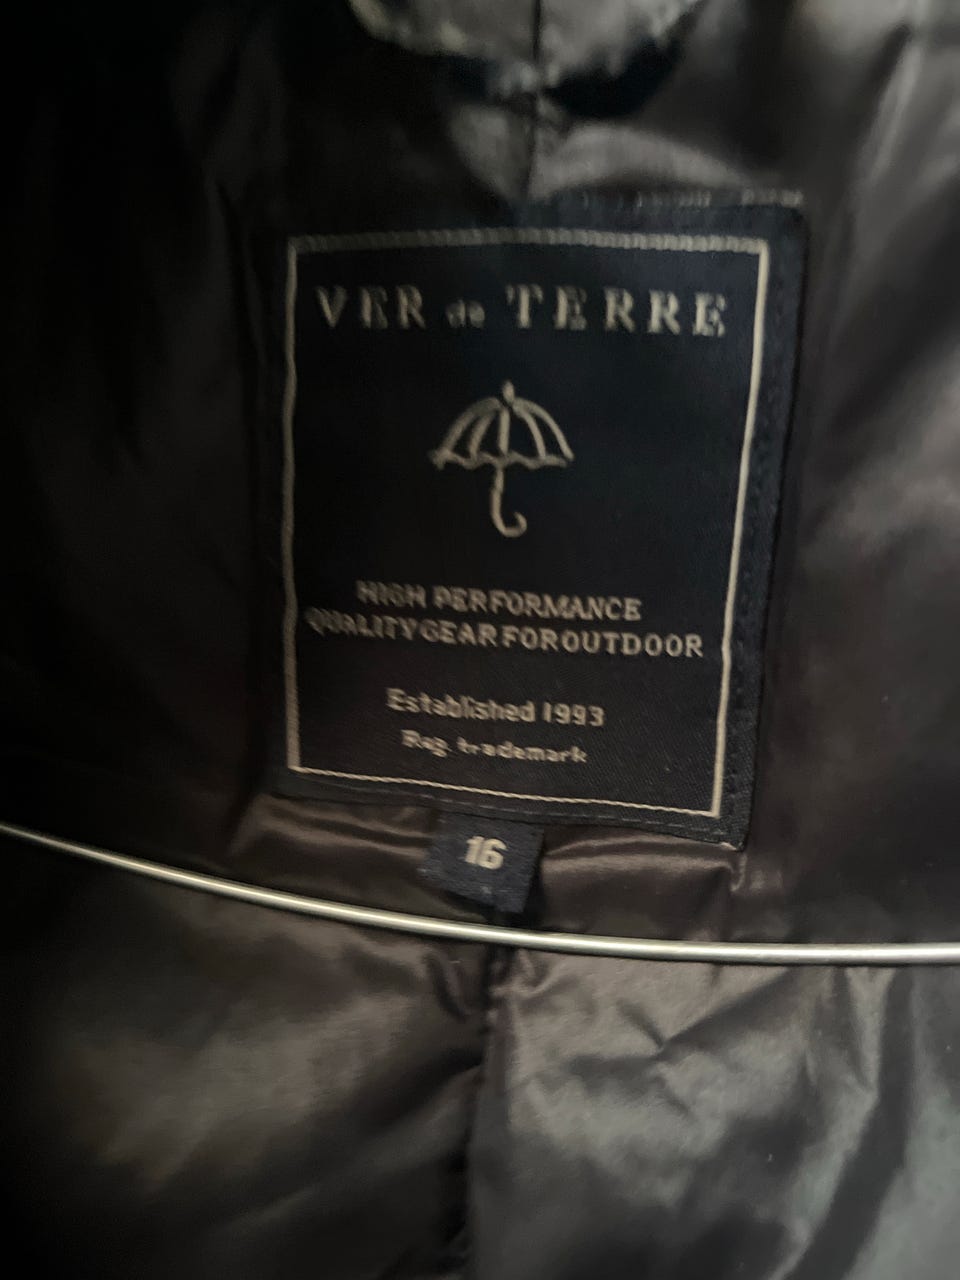 VER de TERRE
HIGH PERFORMANCE
QUALITY GEAR FOR OUTDOOR
Established 1993
Reg. trademark
16